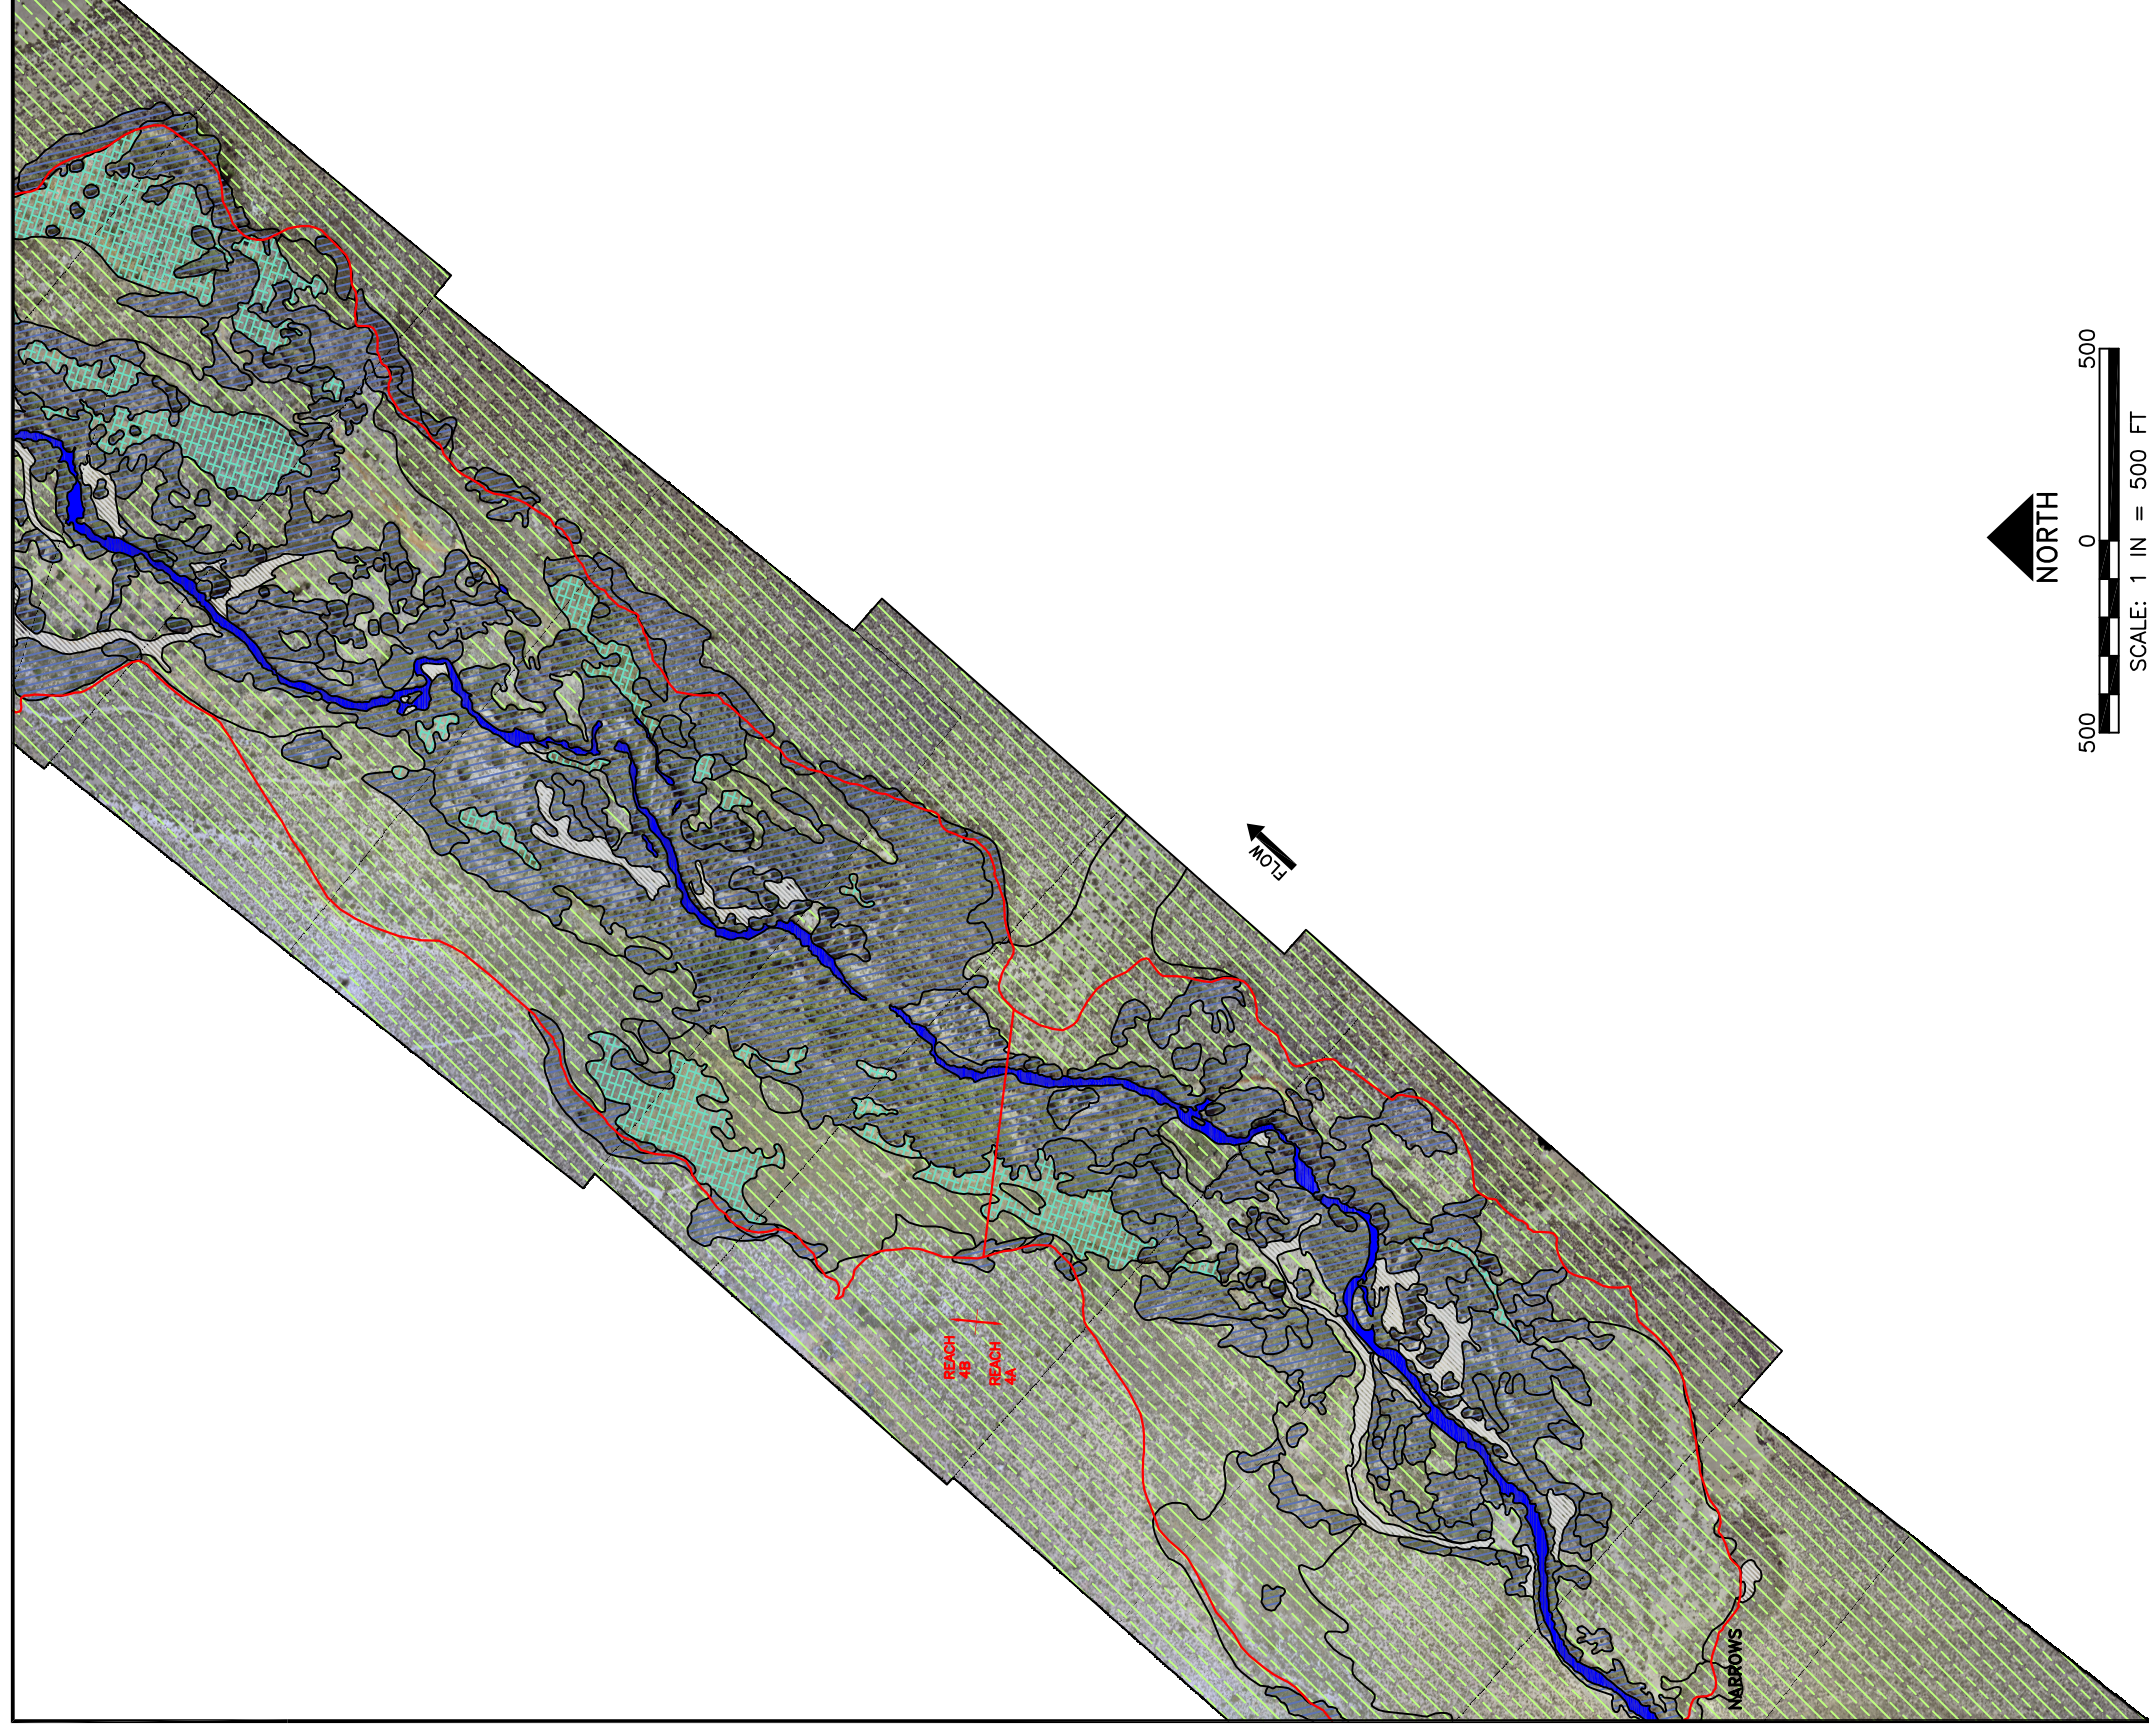 FLOW
REACH
4B
REACH
4A
NARROWS
NORTH
500 0 500
SCALE: 1 IN = 500 FT